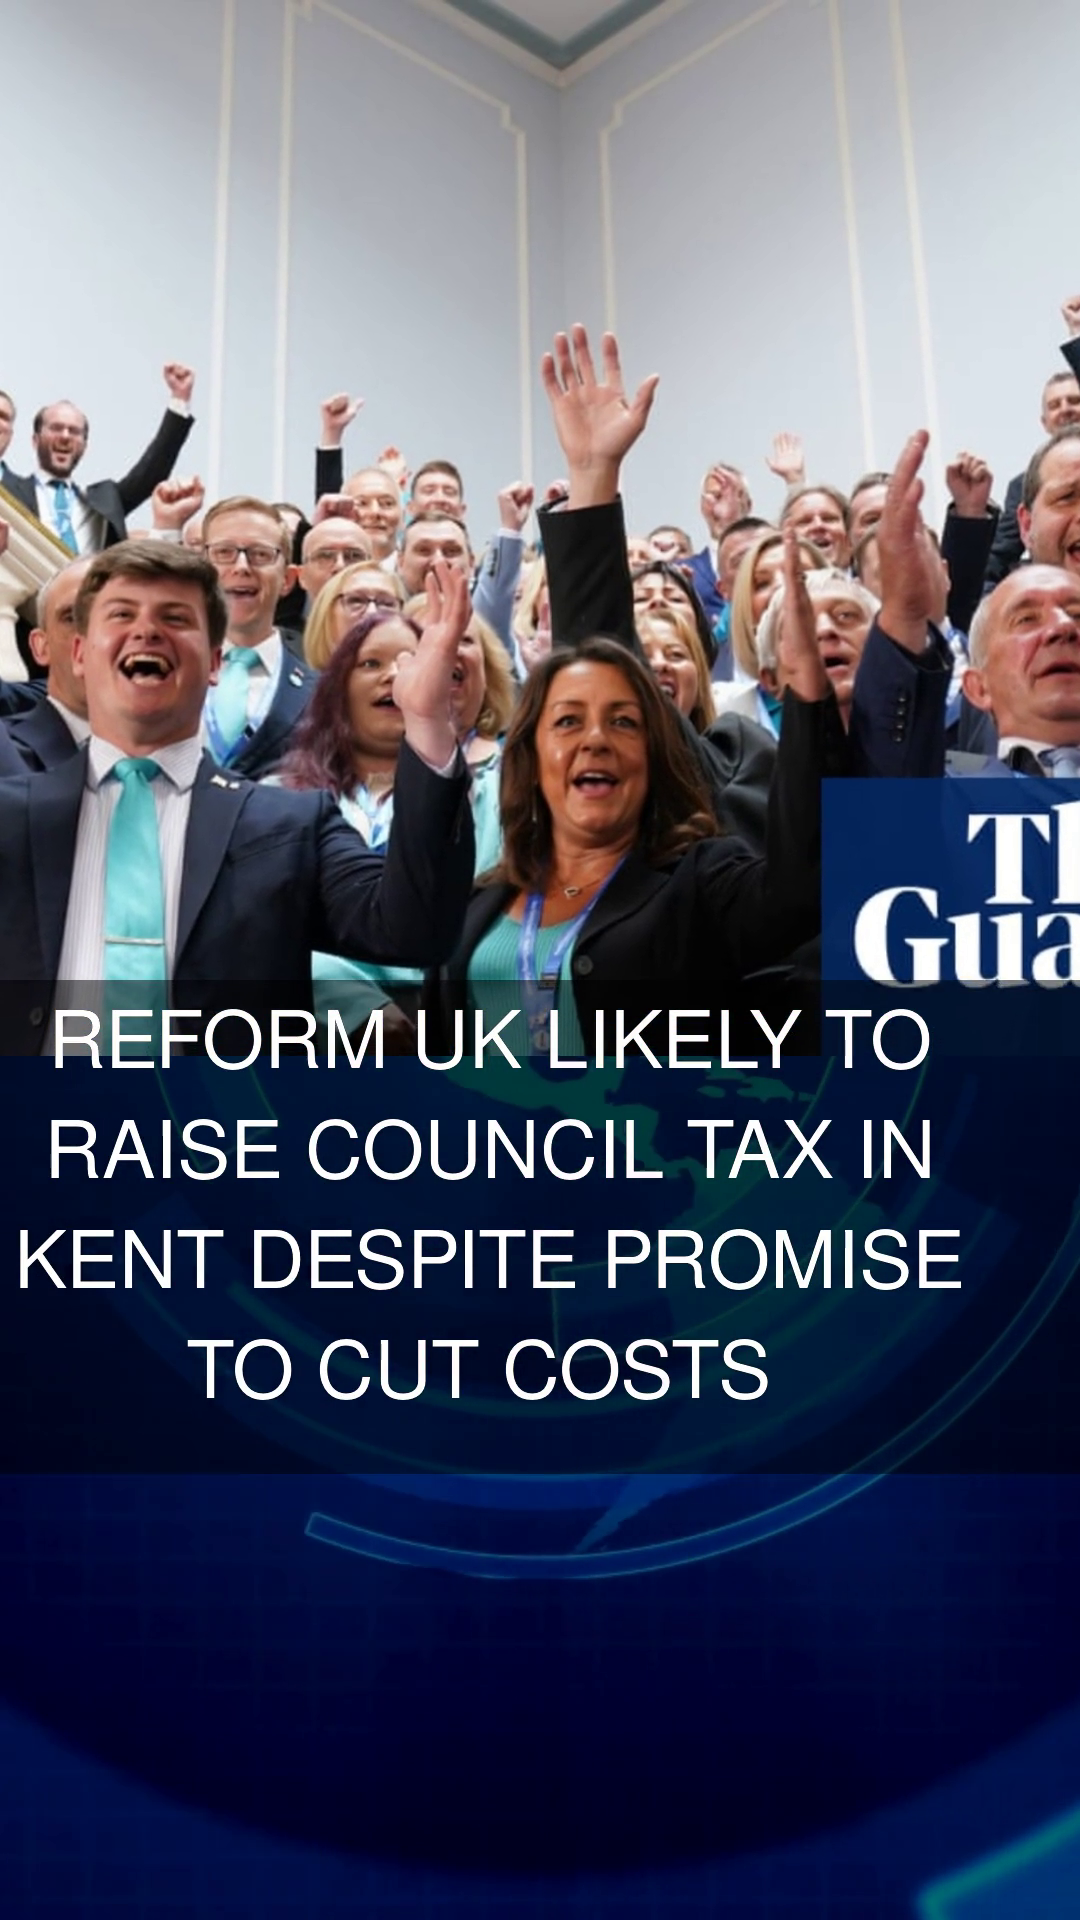 Th
Gua
REFORM UK LIKELY TO
RAISE COUNCIL TAX IN
KENT DESPITE PROMISE
TO CUT COSTS